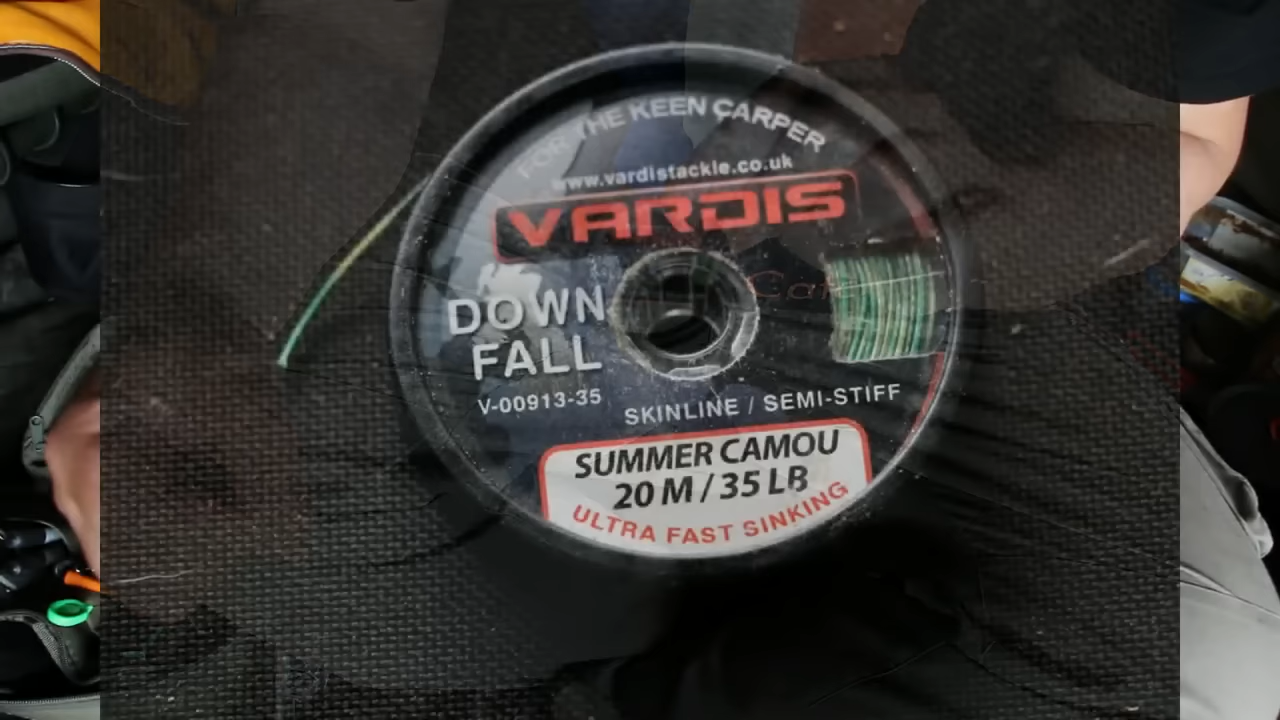 FOR THE KEEN CARPER
www.vardistackle.co.uk
VARDIS
DOWN
FALL
V-00913-35
SKINLINE / SEMI-STIFF
SUMMER CAMOU
20 M / 35 LB
ULTRA FAST SINKING